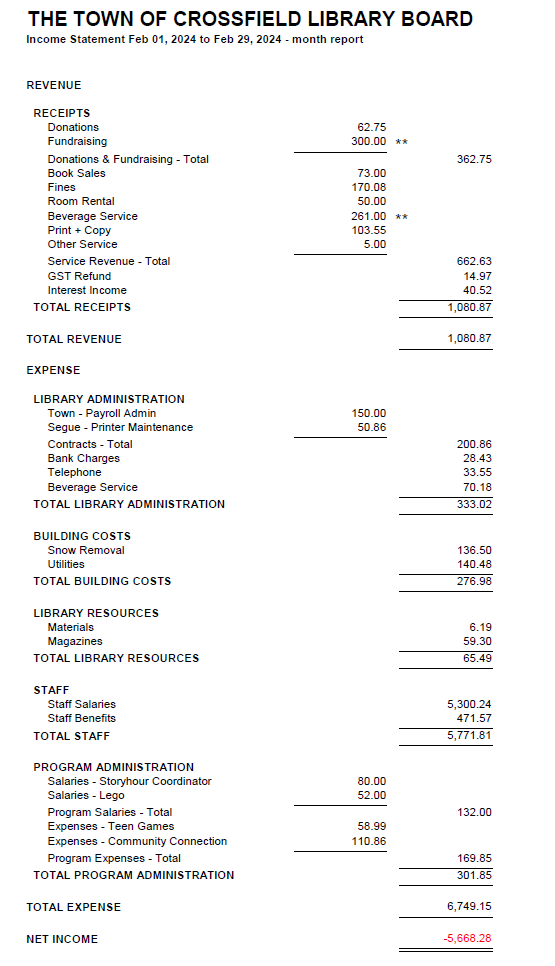 THE TOWN OF CROSSFIELD LIBRARY BOARD
Income Statement Feb 01, 2024 to Feb 29, 2024 - month report
REVENUE
RECEIPTS
Donations 62.75
Fundraising 300.00 **
Donations & Fundraising - Total 362.75
Book Sales 73.00
Fines 170.08
Room Rental 50.00
Beverage Service 261.00 **
Print + Copy 103.55
Other Service 5.00
Service Revenue - Total 662.63
GST Refund 14.97
Interest Income 40.52
TOTAL RECEIPTS 1,080.87
TOTAL REVENUE 1,080.87
EXPENSE
LIBRARY ADMINISTRATION
Town - Payroll Admin 150.00
Segue - Printer Maintenance 50.86
Contracts - Total 200.86
Bank Charges 28.43
Telephone 33.55
Beverage Service 70.18
TOTAL LIBRARY ADMINISTRATION 333.02
BUILDING COSTS
Snow Removal 136.50
Utilities 140.48
TOTAL BUILDING COSTS 276.98
LIBRARY RESOURCES
Materials 6.19
Magazines 59.30
TOTAL LIBRARY RESOURCES 65.49
STAFF
Staff Salaries 5,300.24
Staff Benefits 471.57
TOTAL STAFF 5,771.81
PROGRAM ADMINISTRATION
Salaries - Storyhour Coordinator 80.00
Salaries - Lego 52.00
Program Salaries - Total 132.00
Expenses - Teen Games 58.99
Expenses - Community Connection 110.86
Program Expenses - Total 169.85
TOTAL PROGRAM ADMINISTRATION 301.85
TOTAL EXPENSE 6,749.15
NET INCOME -5,668.28